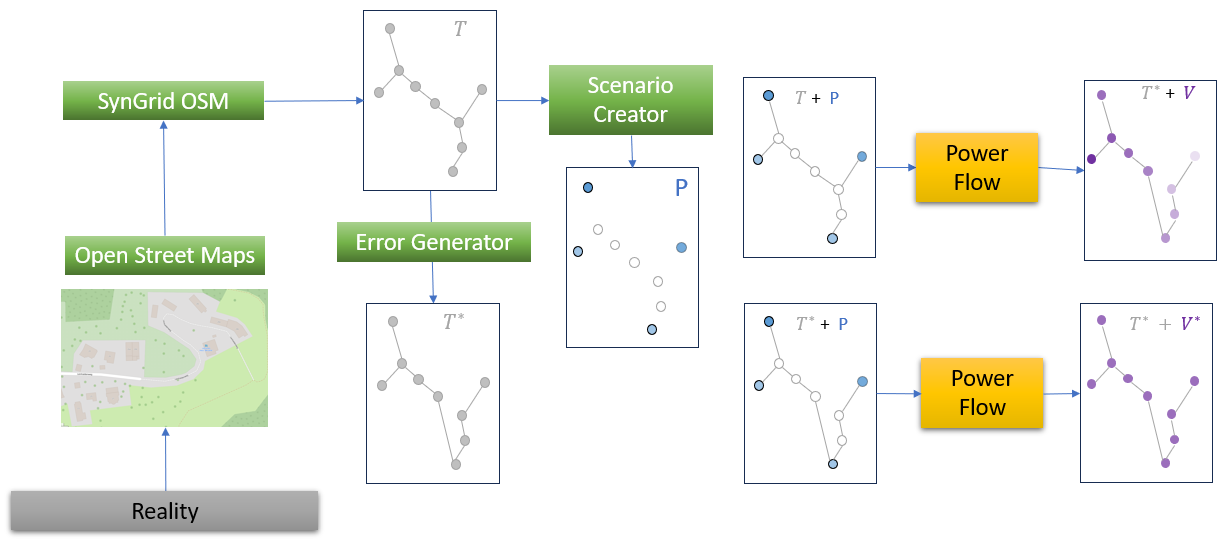 T
SynGrid OSM
Scenario
Creator
T + P
Power
Flow
T* + V
P
Open Street Maps
Error Generator
T*
T* + P
Power
Flow
T* + V*
Reality